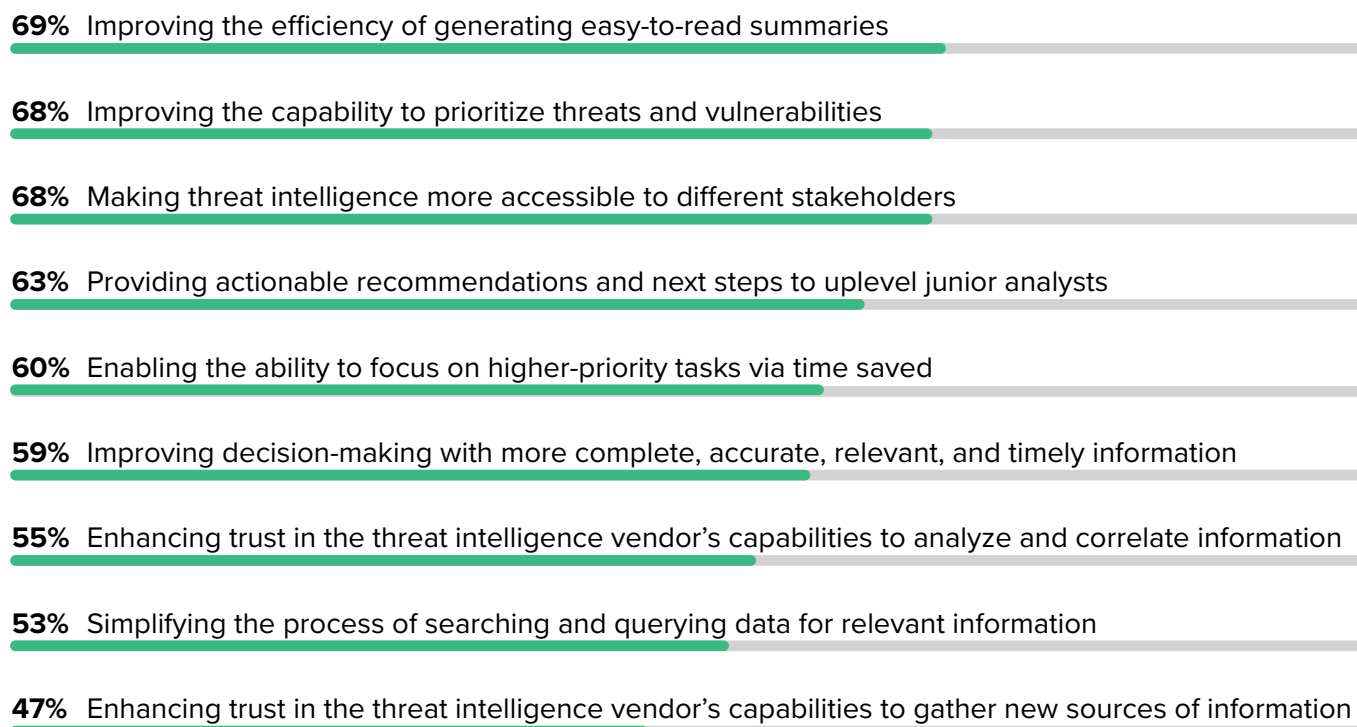 69% Improving the efficiency of generating easy-to-read summaries
68% Improving the capability to prioritize threats and vulnerabilities
68% Making threat intelligence more accessible to different stakeholders
63% Providing actionable recommendations and next steps to uplevel junior analysts
60% Enabling the ability to focus on higher-priority tasks via time saved
59% Improving decision-making with more complete, accurate, relevant, and timely information
55% Enhancing trust in the threat intelligence vendor’s capabilities to analyze and correlate information
53% Simplifying the process of searching and querying data for relevant information
47% Enhancing trust in the threat intelligence vendor’s capabilities to gather new sources of information